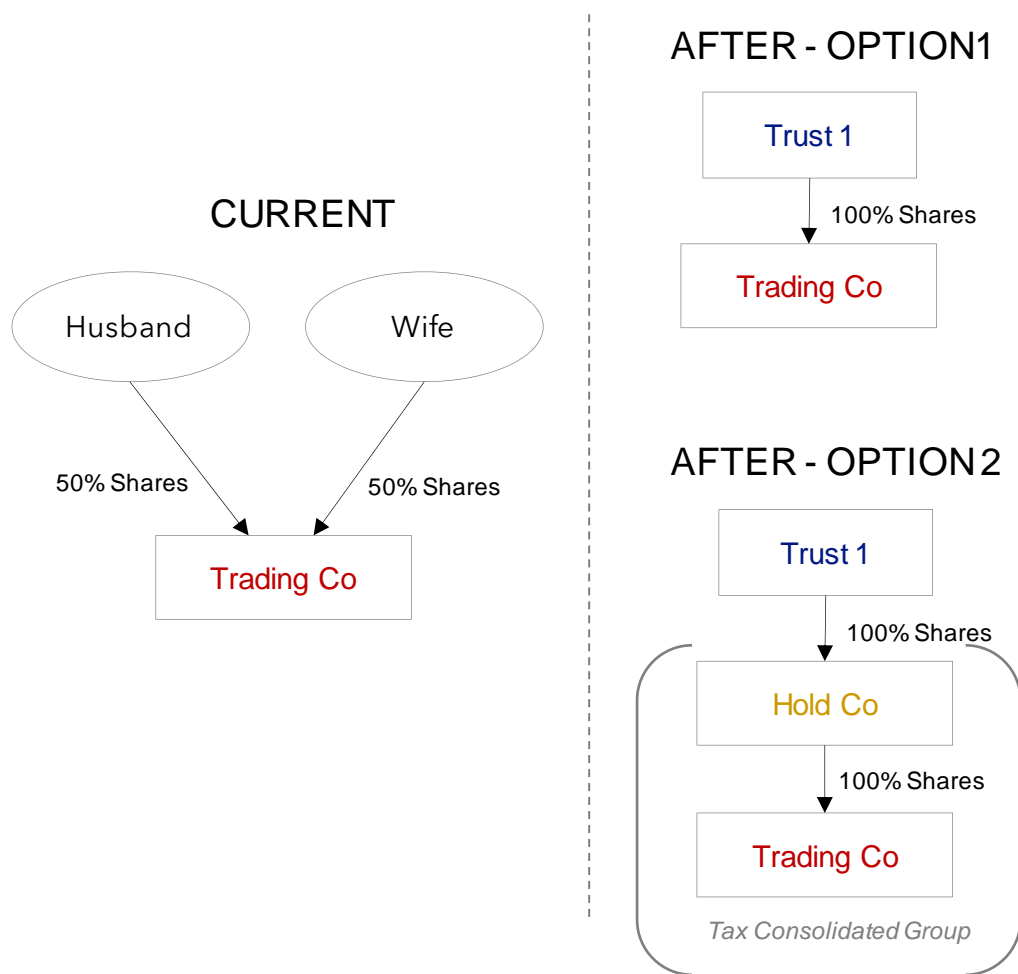 CURRENT
Husband
Wife
50% Shares
50% Shares
Trading Co
AFTER - OPTION1
Trust 1
100% Shares
Trading Co
AFTER - OPTION2
Trust 1
100% Shares
Hold Co
100% Shares
Trading Co
Tax Consolidated Group